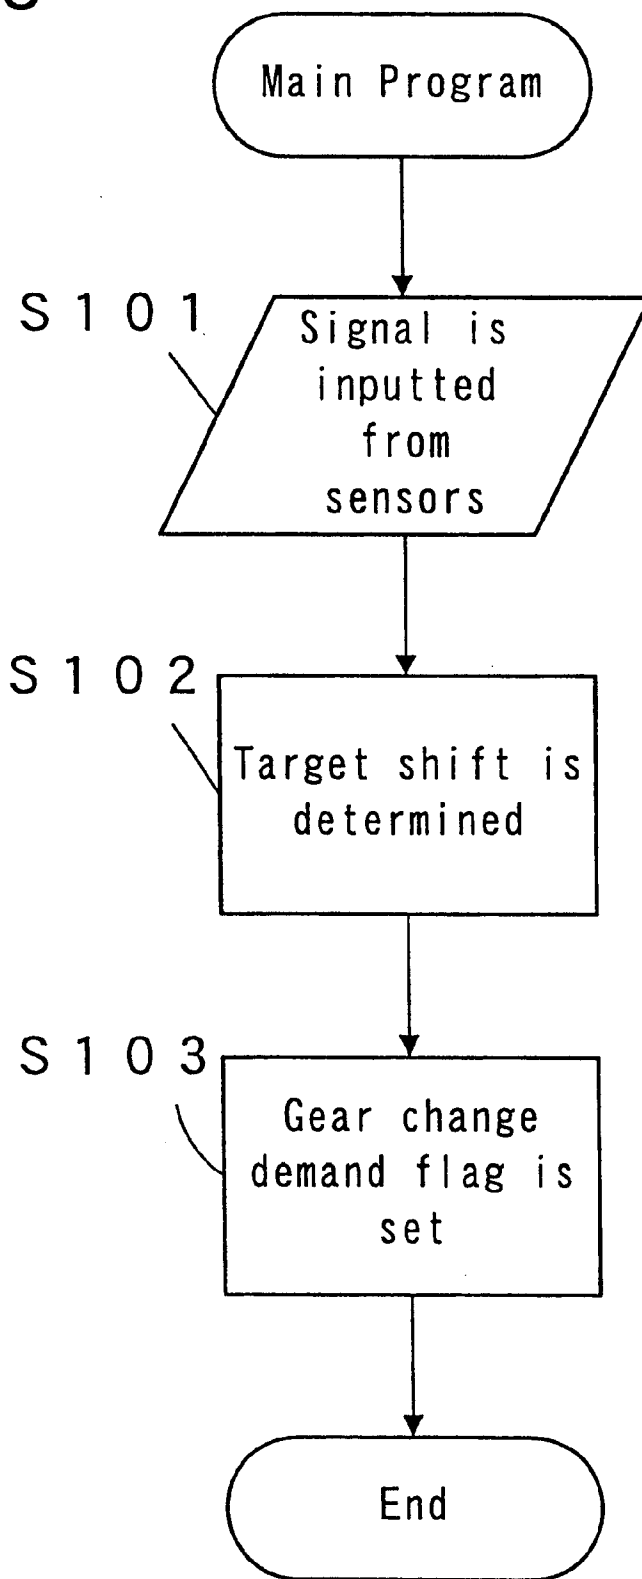 Main Program
S101
Signal is
inputted
from
sensors
S102
Target shift is
determined
S103
Gear change
demand flag is
set
End